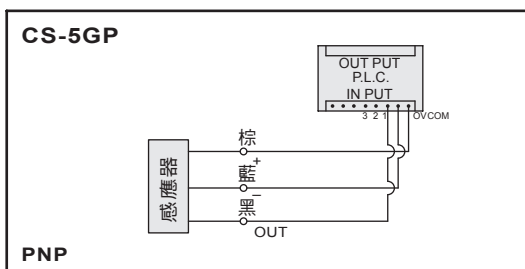 CS-5GP
OUT PUT
P.L.C.
IN PUT
3 2 1 OVCOM
棕
+
藍
−
黑
OUT
感應器
PNP